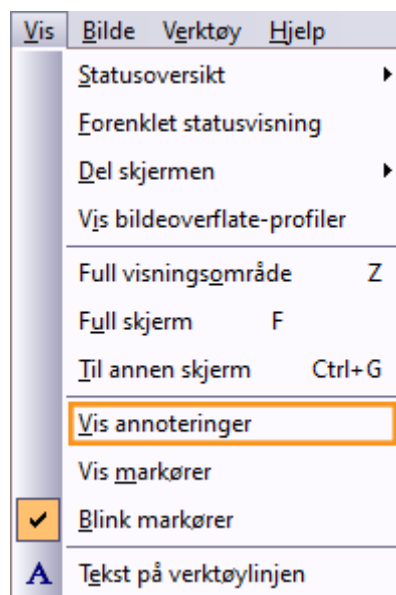 Vis Bilde Verktøy Hjelp
Statusoversikt
Forenklet statusvisning
Del skjermen
Vis bildeoverflate-profiler
Full visningsområde Z
Full skjerm F
Til annen skjerm Ctrl+G
Vis annoteringer
Vis markører
Blink markører
A Tekst på verktøylinjen